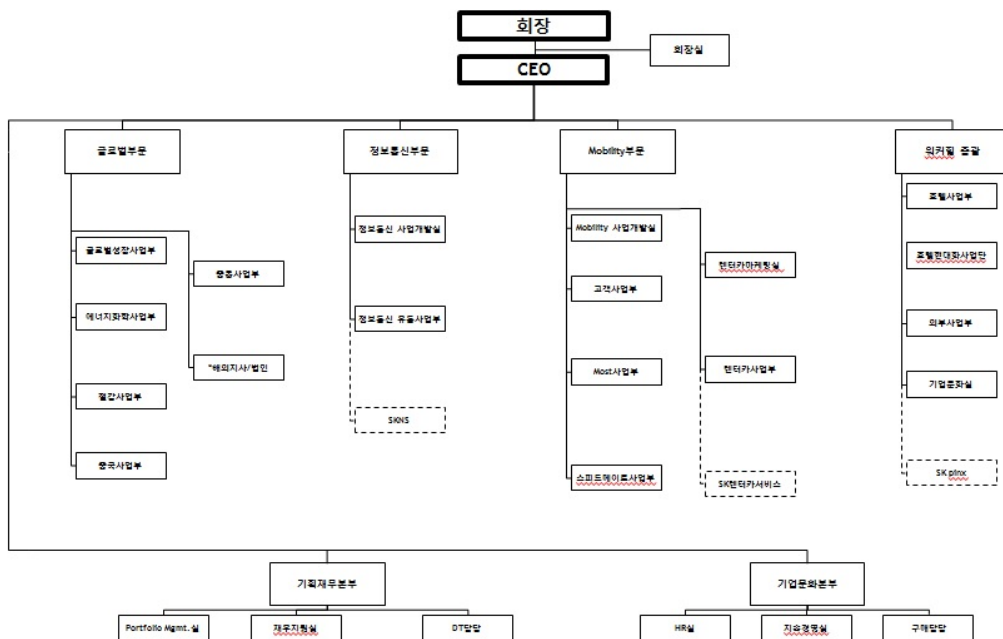 회장
회장실
CEO
글로벌부문
정보통신부문
Mobility부문
워커힐 총괄
글로벌성장사업부
에너지화학사업부
철강사업부
중국사업부
중동사업부
*해외지사/법인
정보통신 사업개발실
정보통신 유통사업부
SKNS
Mobility 사업개발실
고객사업부
Most사업부
스피드메이트사업부
렌터카마케팅실
렌터카사업부
SK렌터카서비스
호텔사업부
호텔현대화사업단
외부사업부
기업문화실
SK pinx
기획재무본부
기업문화본부
Portfolio Mgmt.실
재무지원실
DT담당
HR실
지속경영실
구매담당